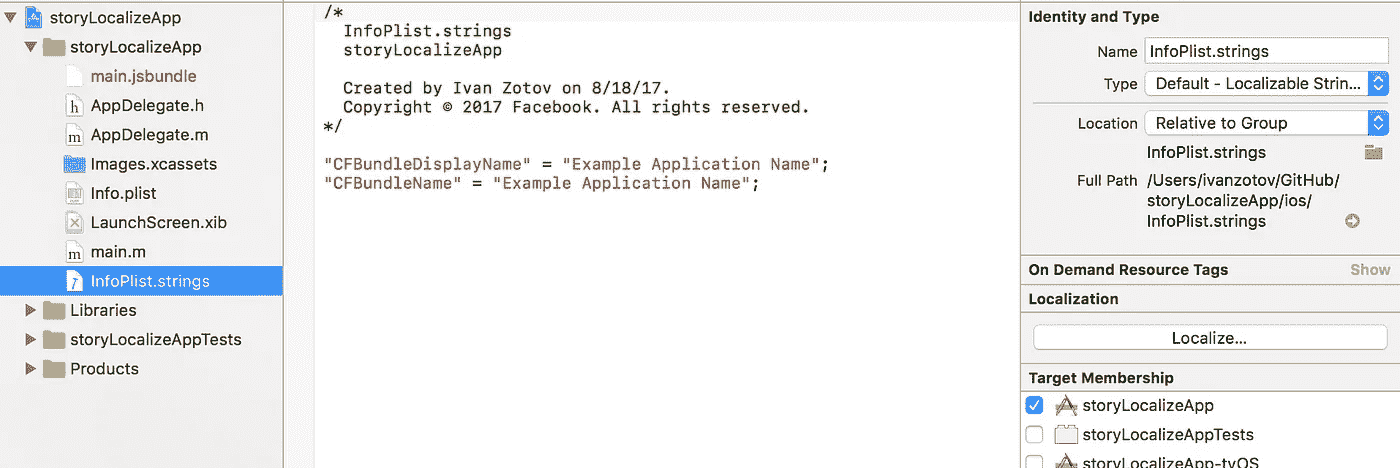 storyLocalizeApp
storyLocalizeApp
main.jsbundle
AppDelegate.h
AppDelegate.m
Images.xcassets
Info.plist
LaunchScreen.xib
main.m
InfoPlist.strings
Libraries
storyLocalizeAppTests
Products
/*
InfoPlist.strings
storyLocalizeApp
Created by Ivan Zotov on 8/18/17.
Copyright © 2017 Facebook. All rights reserved.
*/
"CFBundleDisplayName" = "Example Application Name";
"CFBundleName" = "Example Application Name";
Identity and Type
Name InfoPlist.strings
Type Default - Localizable Strin...
Location Relative to Group
InfoPlist.strings
Full Path /Users/ivanzotov/GitHub/
storyLocalizeApp/ios/
InfoPlist.strings
On Demand Resource Tags Show
Localization
Localize...
Target Membership
storyLocalizeApp
storyLocalizeAppTests
storyLocalizeApp-tvOS